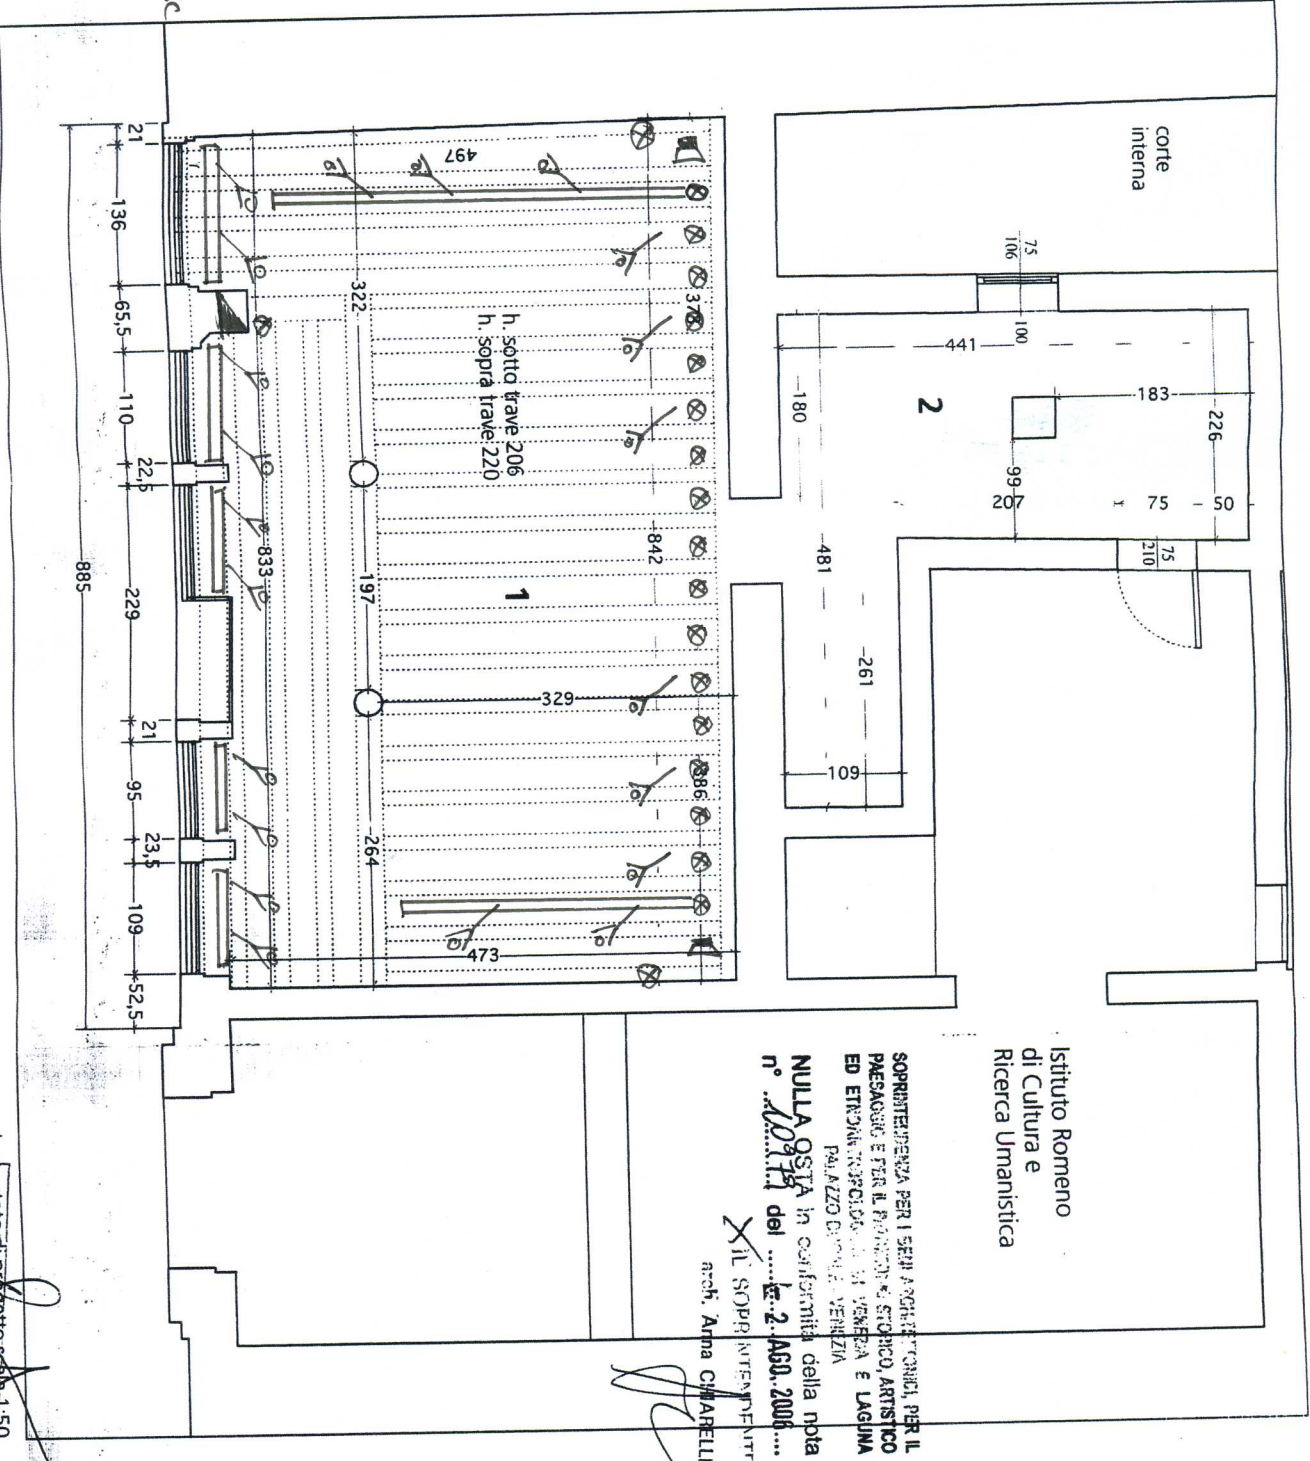 corte
interna
75
106
100
441
183
226
2
180
99
207
75
50
75
210
481
261
109
497
322
h. sotto trave 206
h. sopra trave 220
842
1
833
197
329
264
473
21
136
65,5
110
22,5
229
21
95
23,5
109
52,5
885
Istituto Romeno
di Cultura e
Ricerca Umanistica
SOPRINTENDENZA PER I BENI ARCHITETTONICI, PER IL
PAESAGGIO E PER IL PATRIMONIO STORICO, ARTISTICO
ED ETNOANTROPOLOGICO DI VENEZIA E LAGUNA
PALAZZO DUCALE - VENEZIA
NULLA OSTA in conformità della nota
n° del 2 AGO. 2006
IL SOPRINTENDENTE
arch. Anna CHIARELLI
1:50